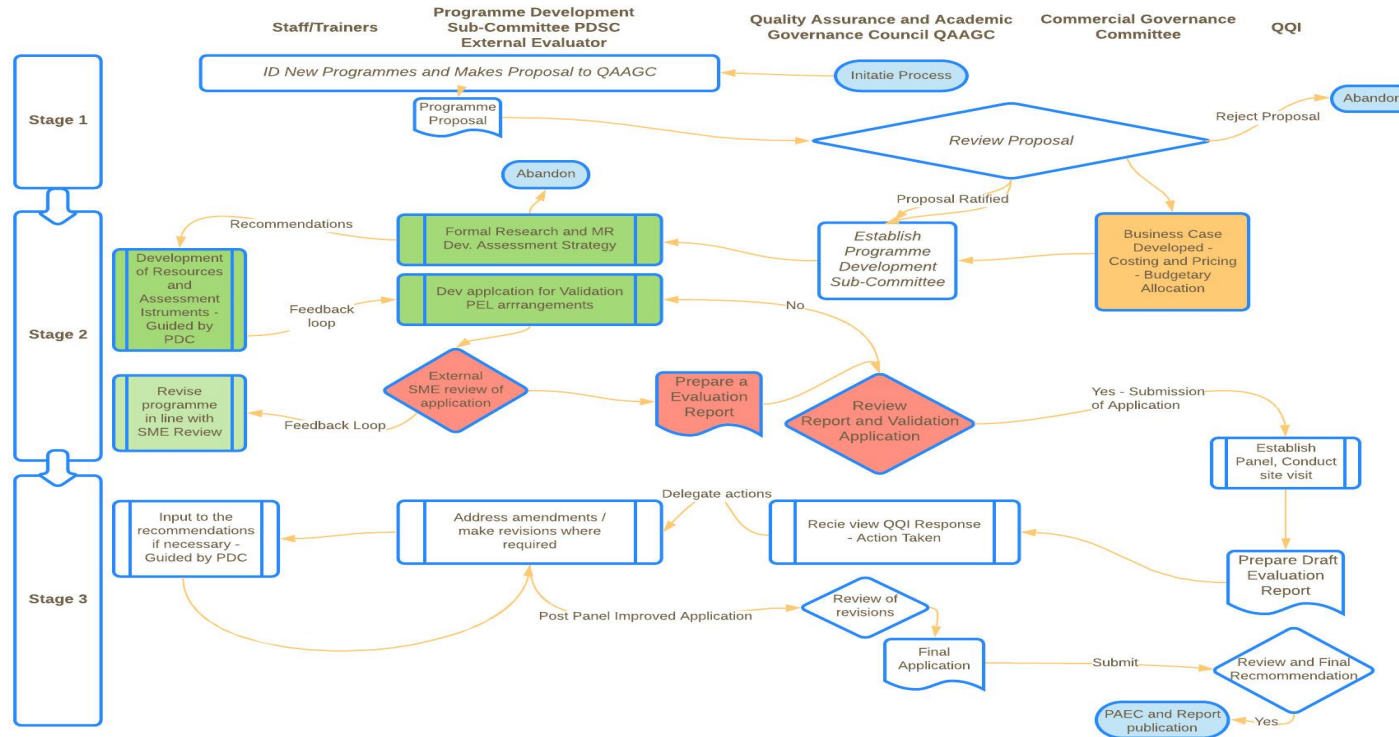 Staff/Trainers
Programme Development
Sub-Committee PDSC
External Evaluator
Quality Assurance and Academic
Governance Council QAAGC
Commercial Governance
Committee
QQI
Stage 1
ID New Programmes and Makes Proposal to QAAGC
Initatie Process
Programme
Proposal
Review Proposal
Reject Proposal
Abandon
Stage 2
Abandon
Proposal Ratified
Recommendations
Formal Research and MR
Dev. Assessment Strategy
Establish
Programme
Development
Sub-Committee
Business Case
Developed -
Costing and Pricing
- Budgetary
Allocation
Development
of Resources
and
Assessment
Istruments -
Guided by
PDC
Feedback
loop
Dev applcation for Validation
PEL arrrangements
No
External
SME review of
application
Prepare a
Evaluation
Report
Review
Report and Validation
Application
Yes - Submission
of Application
Revise
programme
in line with
SME Review
Feedback Loop
Establish
Panel, Conduct
site visit
Stage 3
Input to the
recommendations
if necessary -
Guided by PDC
Address amendments /
make revisions where
required
Delegate actions
Recie view QQI Response
- Action Taken
Prepare Draft
Evaluation
Report
Post Panel Improved Application
Review of
revisions
Final
Application
Submit
Review and Final
Recmommendation
Yes
PAEC and Report
publication